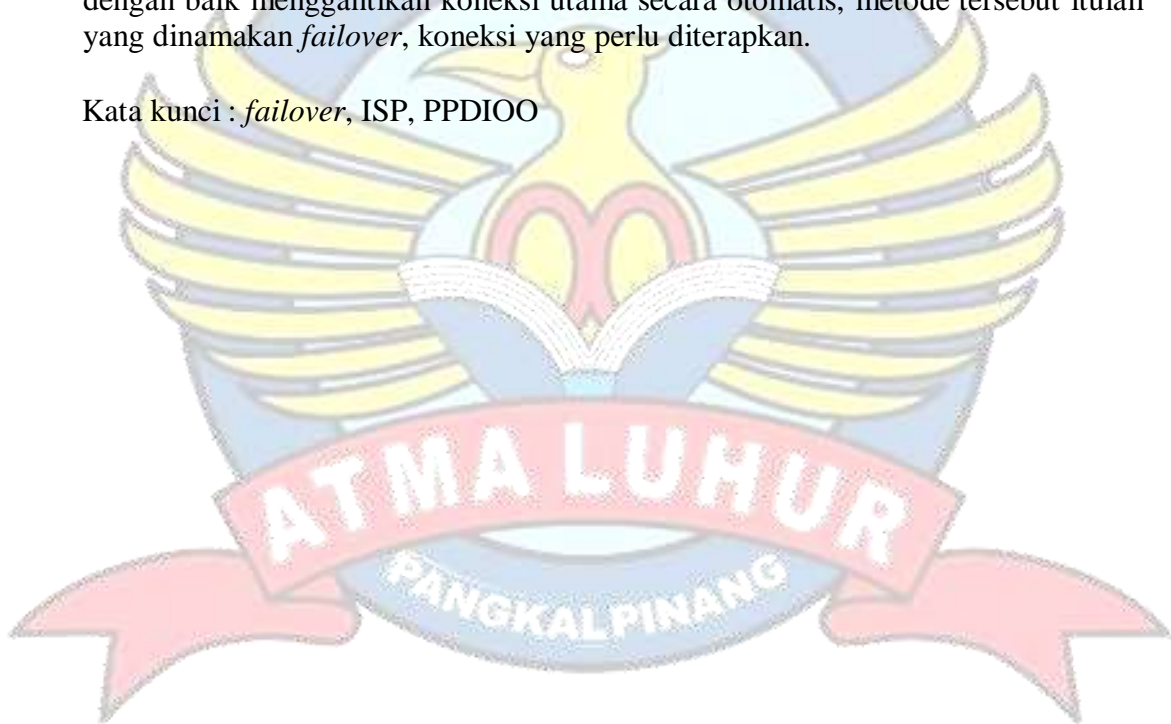 dengan baik menggantikan koneksi utama secara otomatis, metode tersebut itulah
yang dinamakan failover, koneksi yang perlu diterapkan.
Kata kunci : failover, ISP, PPDIOO
ATMA LUHUR
PANGKALPINANG